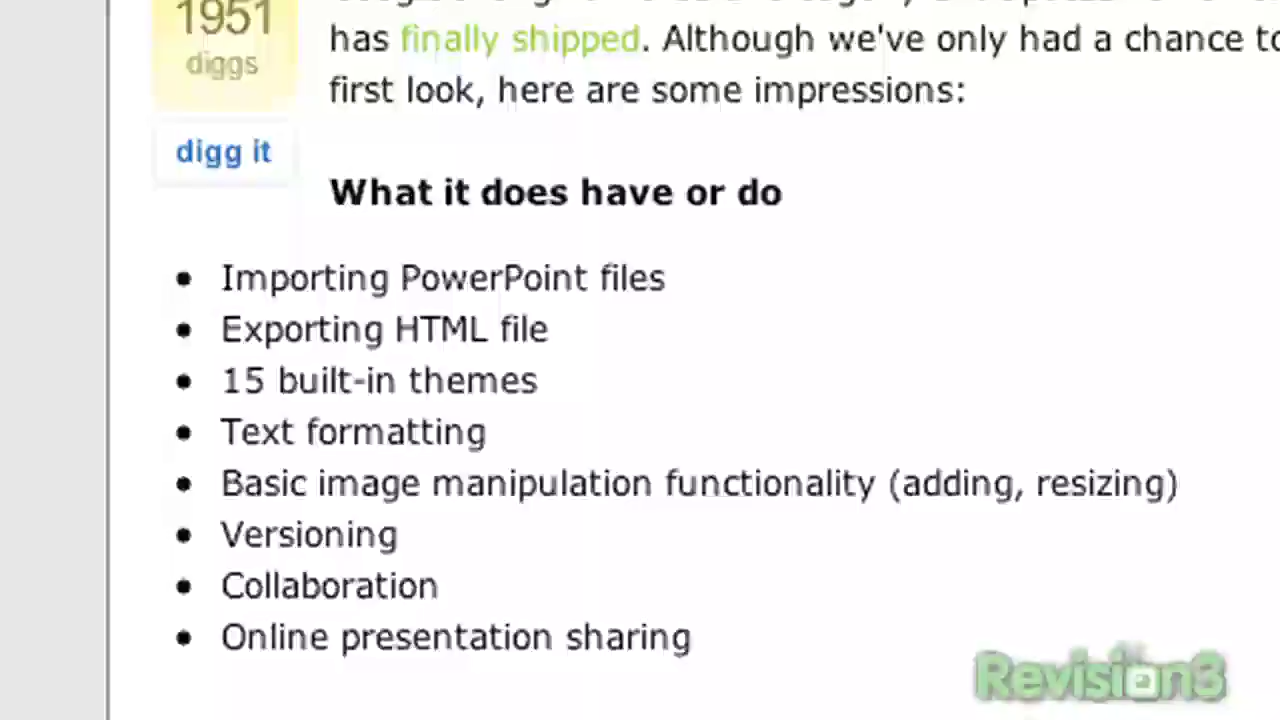 1951
diggs
digg it
has finally shipped. Although we've only had a chance
first look, here are some impressions:
What it does have or do
• Importing PowerPoint files
• Exporting HTML file
• 15 built-in themes
• Text formatting
• Basic image manipulation functionality (adding, resizing)
• Versioning
• Collaboration
• Online presentation sharing
Revision3